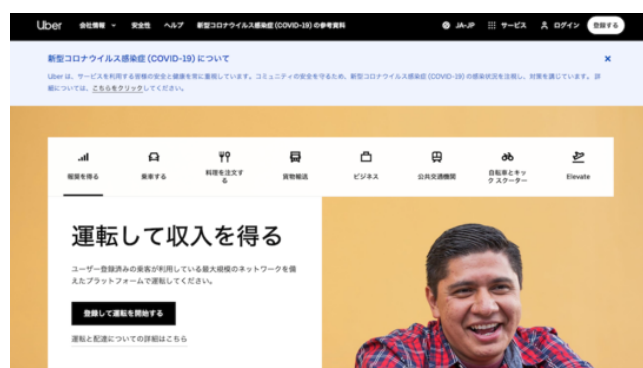 Uber 会社情報 安全性 ヘルプ 新型コロナウイルス感染症 (COVID-19) の参考資料 JA-JP サービス ログイン 登録する
新型コロナウイルス感染症 (COVID-19) について
Uber は、サービスを利用する皆様の安全と健康を常に重視しています。コミュニティの安全を守るため、新型コロナウイルス感染症 (COVID-19) の感染状況を注視し、対策を講じています。詳
細については、こちらをクリックしてください。
報酬を得る 乗車する 料理を注文す 貨物輸送 ビジネス 公共交通機関 自転車とキッ Elevate
る ク スクーター
運転して収入を得る
ユーザー登録済みの乗客が利用している最大規模のネットワークを備
えたプラットフォームで運転してください。
登録して運転を開始する
運転と配達についての詳細はこちら